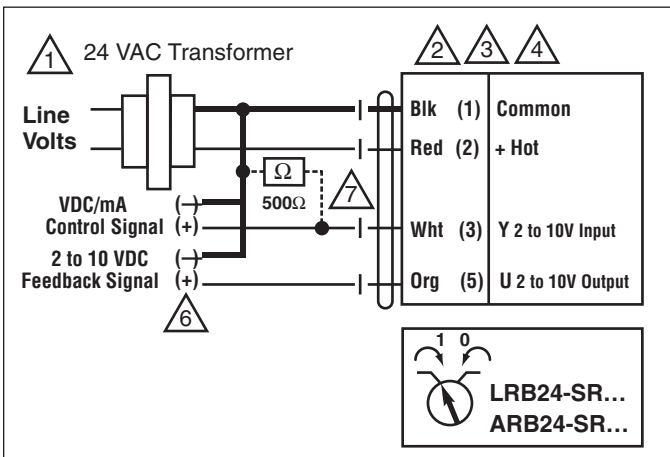 1 24 VAC Transformer 2 3 4
Line Volts
Blk (1) Common
Red (2) + Hot
Ω
500Ω
7
VDC/mA (–)
Control Signal (+)
Wht (3) Y 2 to 10V Input
2 to 10 VDC (–)
Feedback Signal (+)
Org (5) U 2 to 10V Output
6
1 0
LRB24-SR...
ARB24-SR...